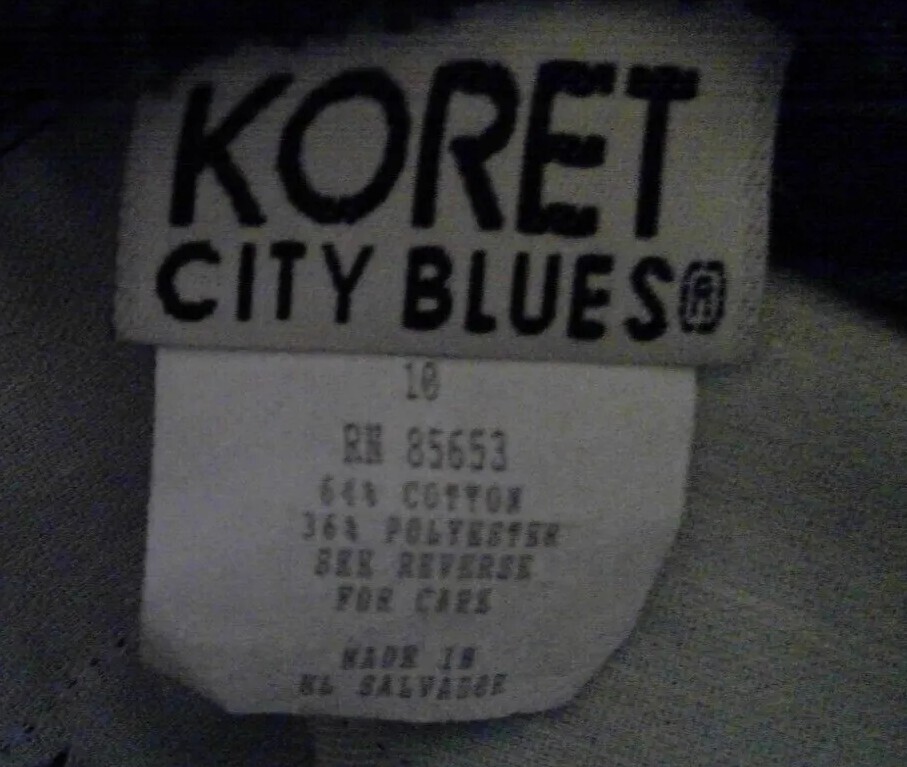 KORET
CITY BLUES®
10
RN 85653
64% COTTON
36% POLYESTER
SEE REVERSE
FOR CARE
MADE IN
EL SALVADOR